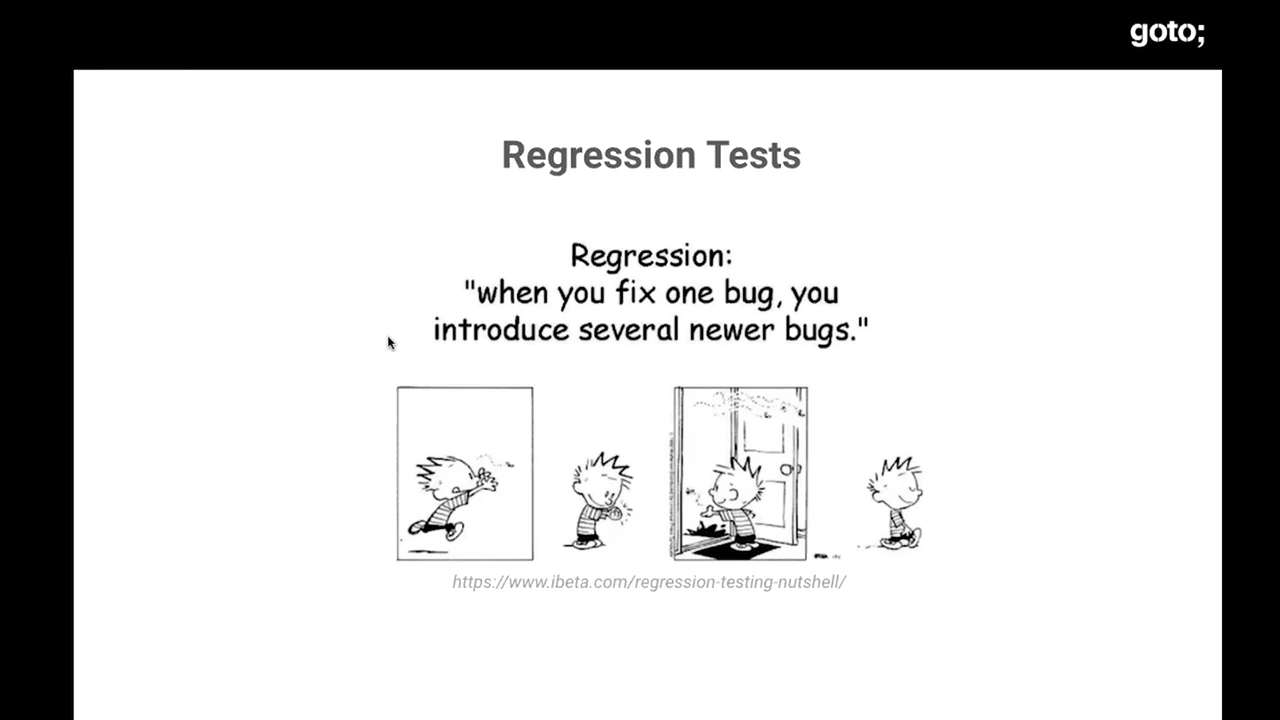 goto;
Regression Tests
Regression:
"when you fix one bug, you
introduce several newer bugs."
https://www.ibeta.com/regression-testing-nutshell/